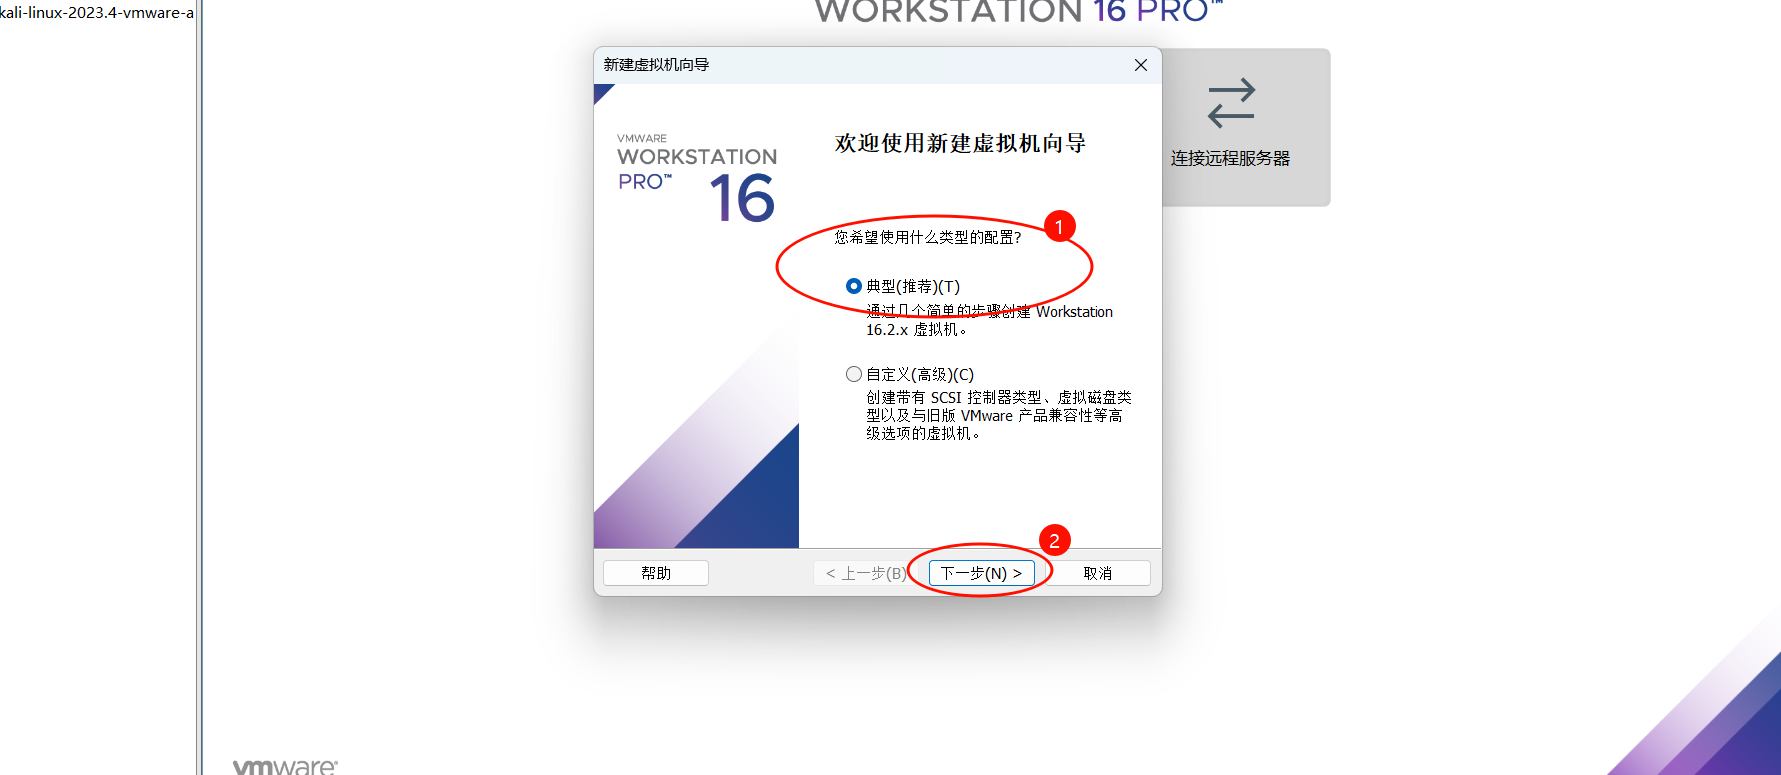 kali-linux-2023.4-vmware-a
WORKSTATION 16 PRO™
新建虚拟机向导
VMWARE
WORKSTATION
PRO™
16
欢迎使用新建虚拟机向导
连接远程服务器
您希望使用什么类型的配置?
1
典型(推荐)(T)
通过几个简单的步骤创建 Workstation
16.2.x 虚拟机。
自定义(高级)(C)
创建带有 SCSI 控制器类型、虚拟磁盘类
型以及与旧版 VMware 产品兼容性等高
级选项的虚拟机。
2
帮助
< 上一步(B)
下一步(N) >
取消
vmware